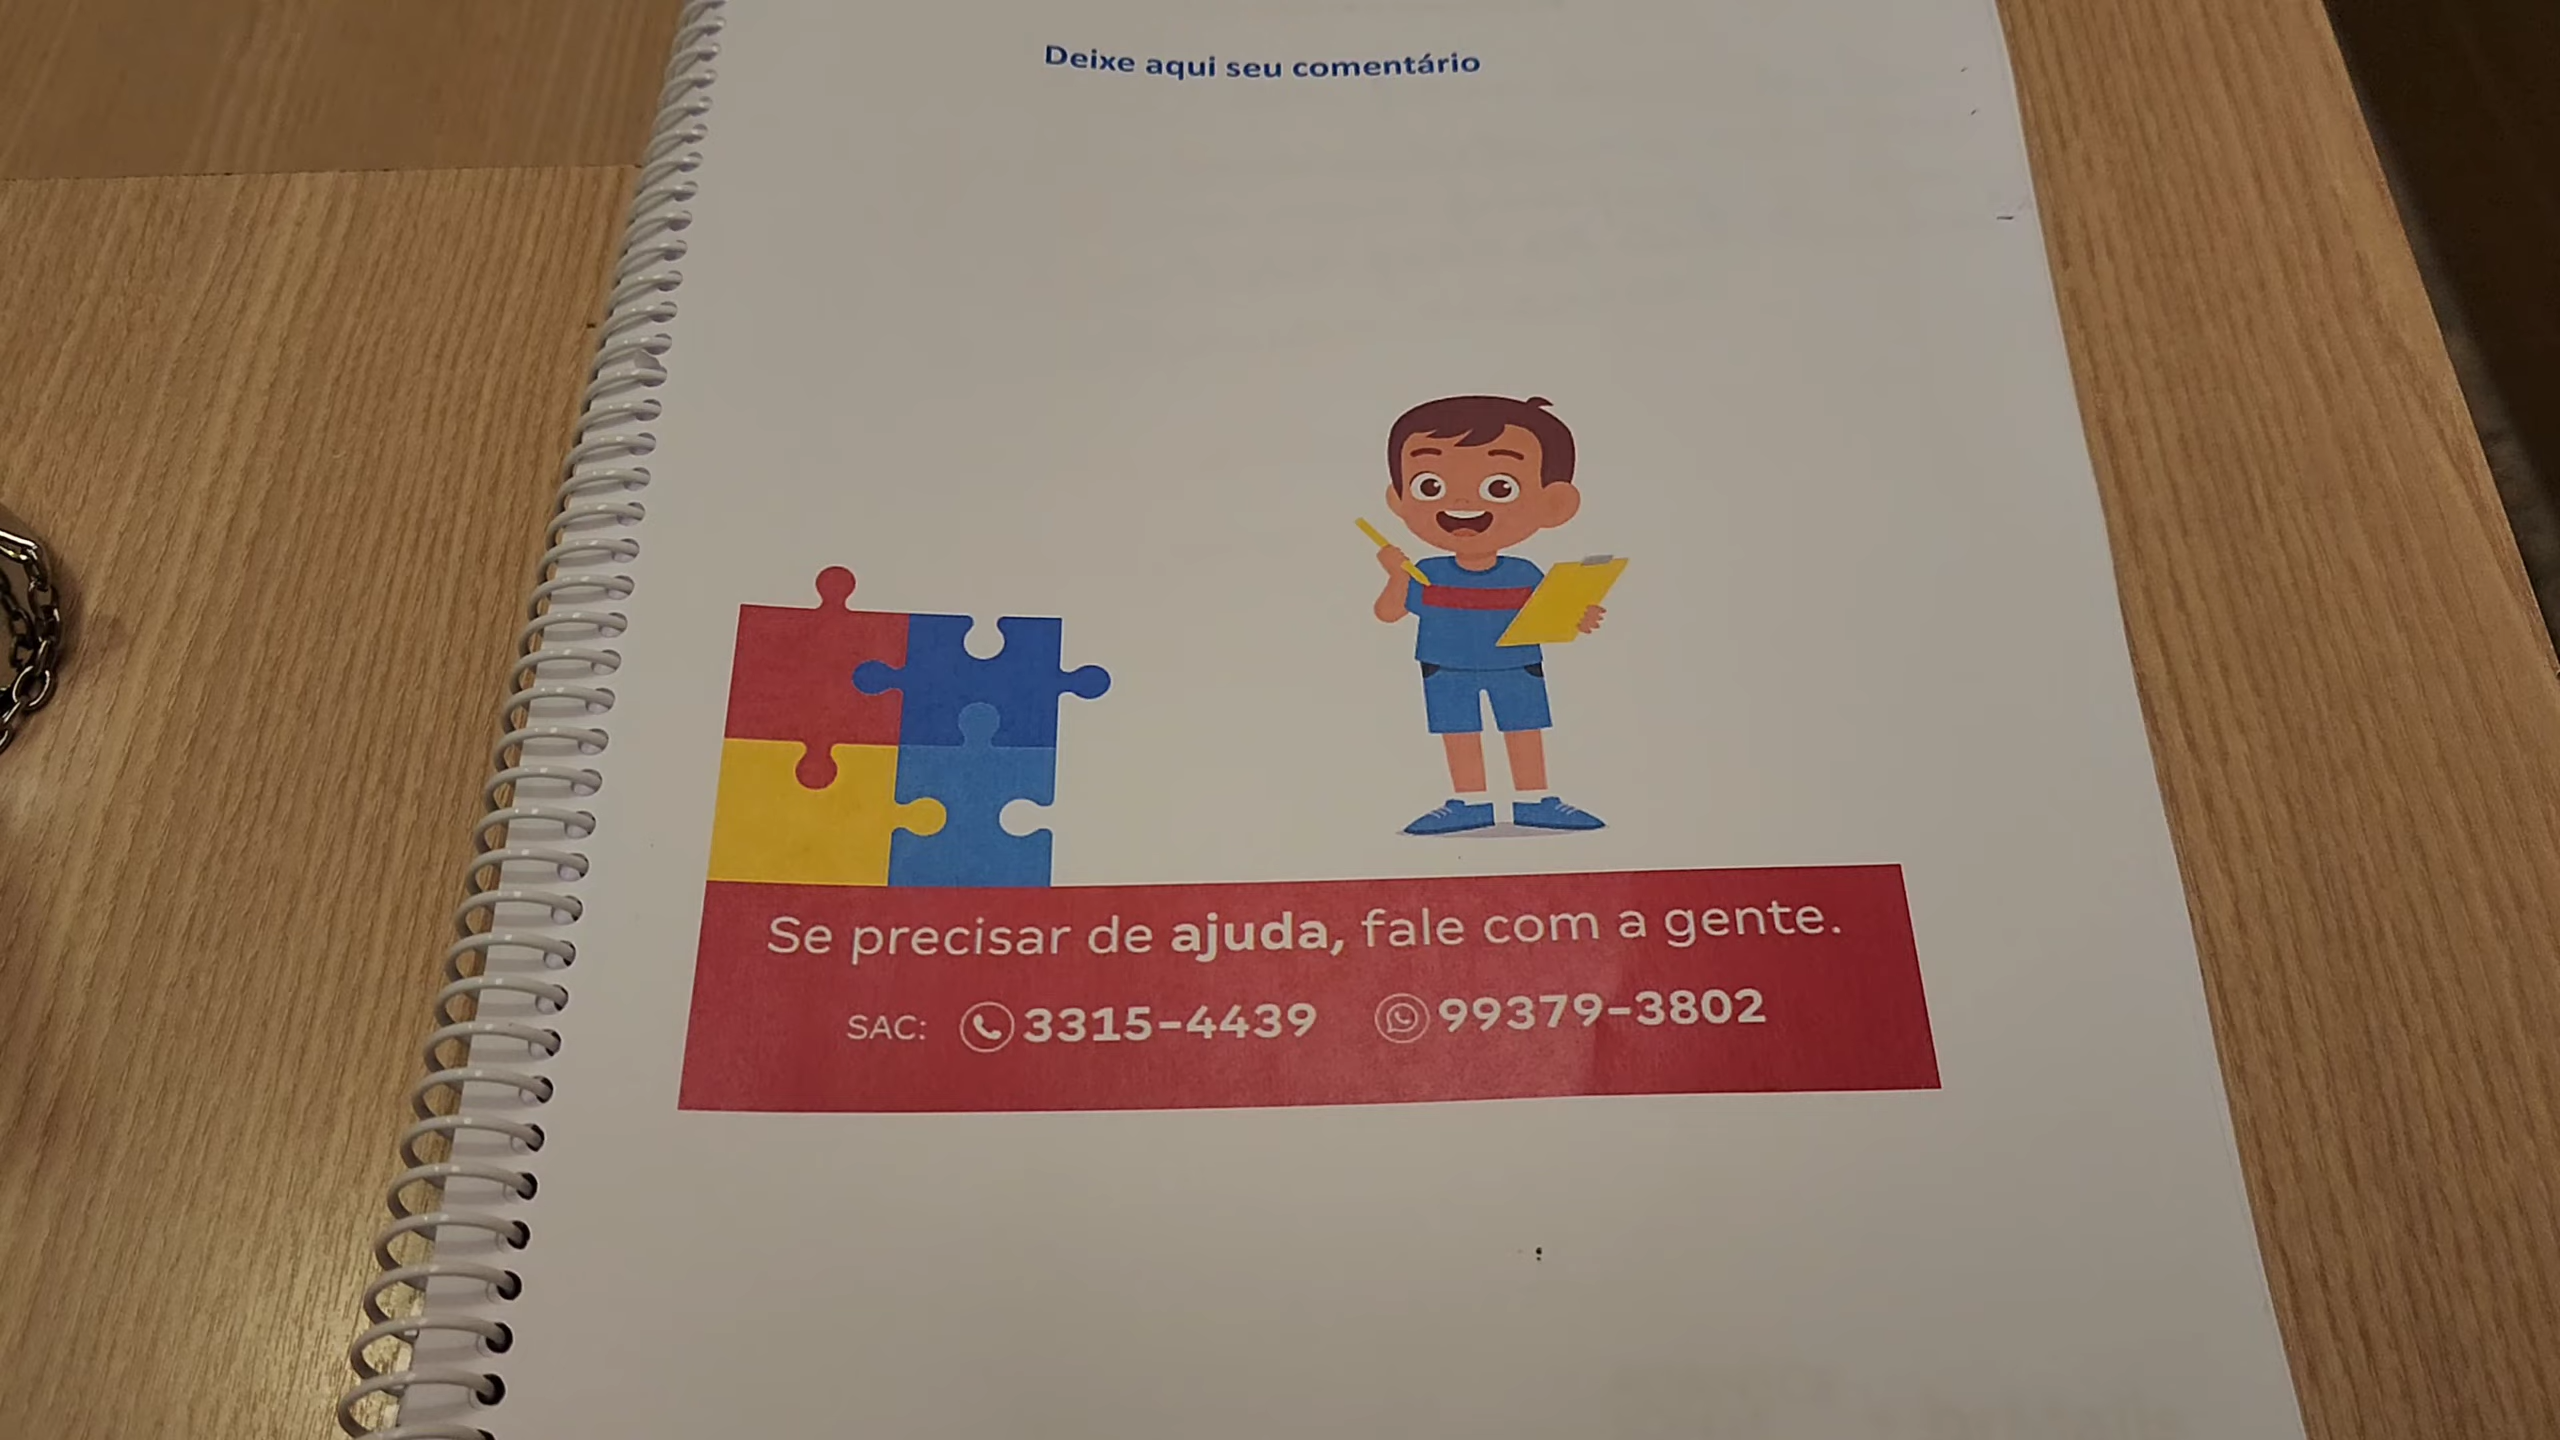 Deixe aqui seu comentário
Se precisar de ajuda, fale com a gente.
SAC: 3315-4439 99379-3802